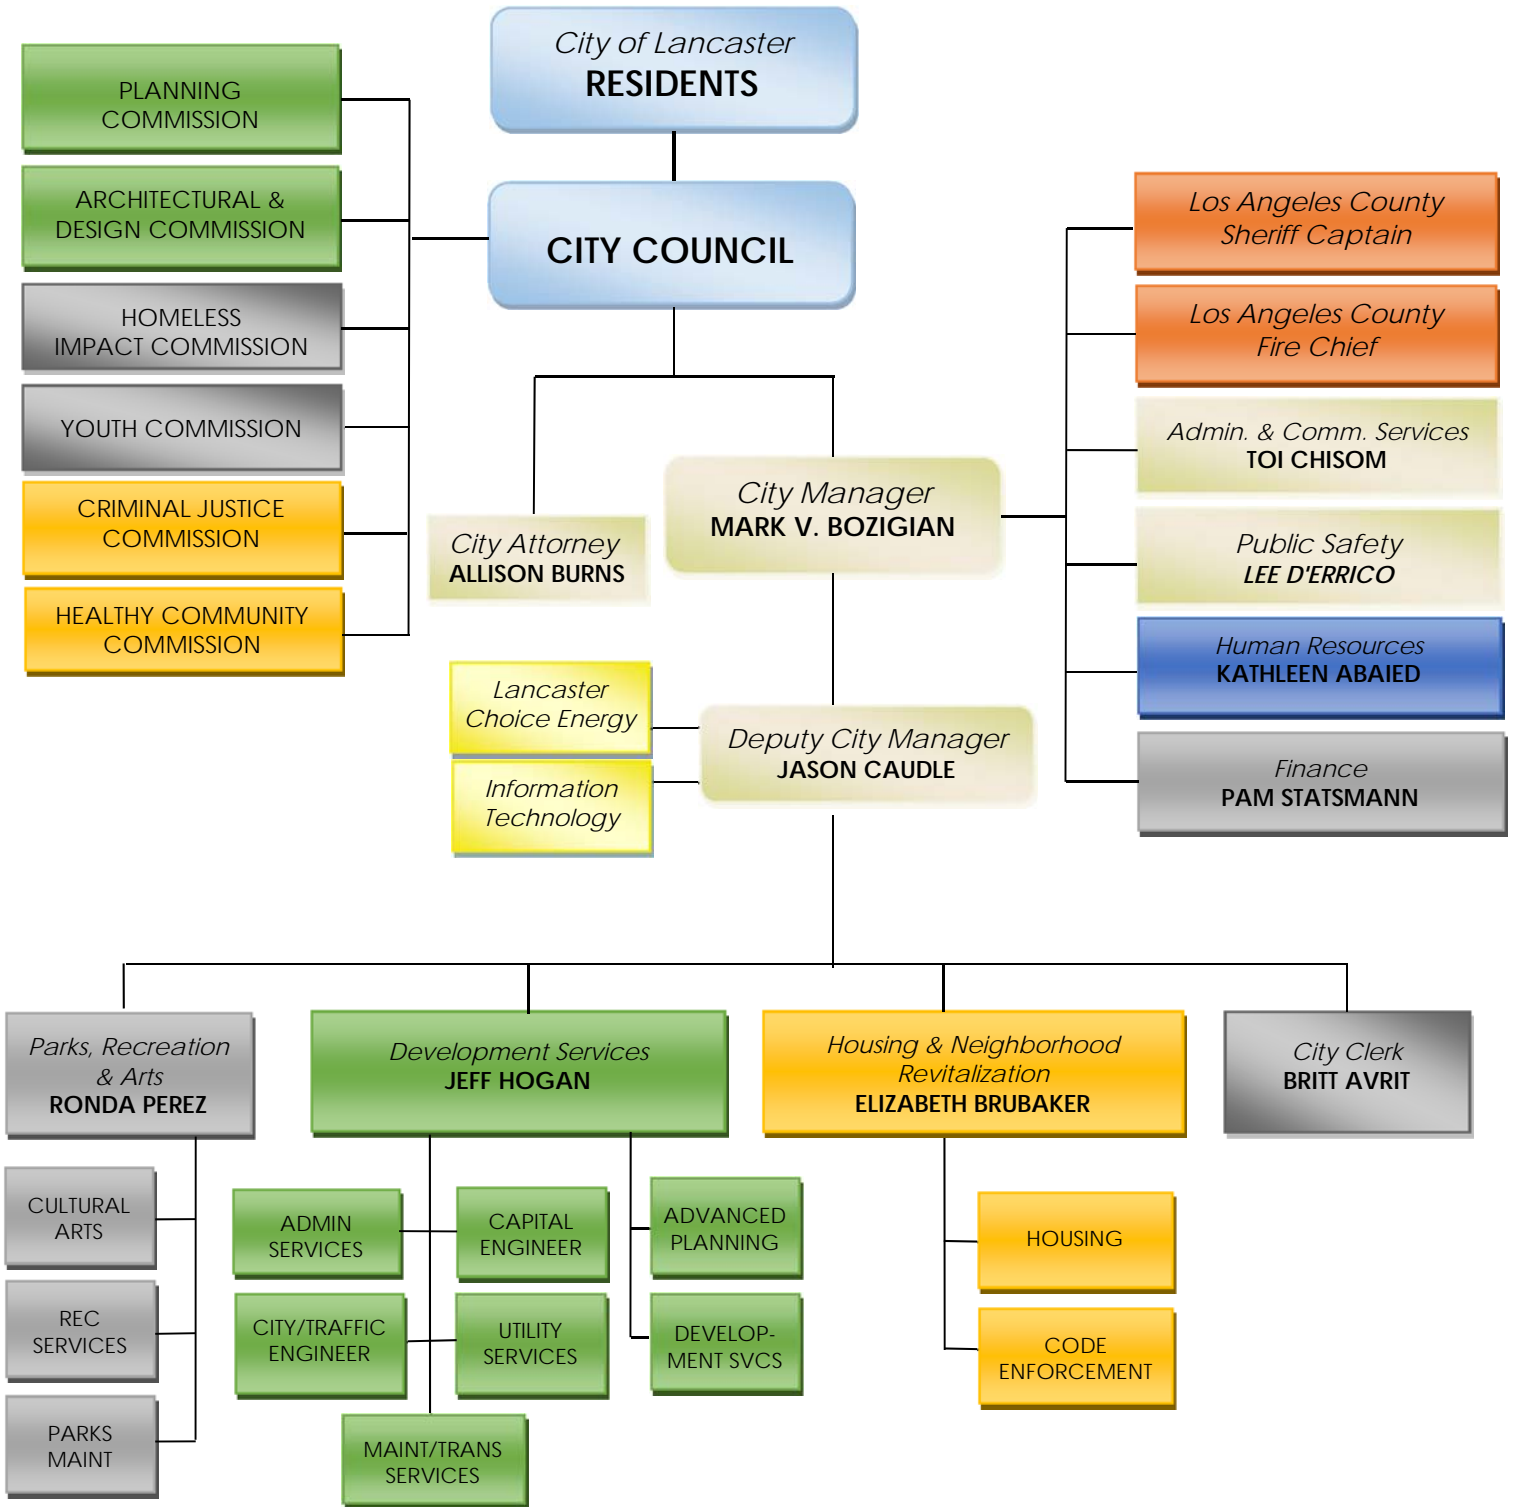 City of Lancaster
RESIDENTS
CITY COUNCIL
PLANNING
COMMISSION
ARCHITECTURAL &
DESIGN COMMISSION
HOMELESS
IMPACT COMMISSION
YOUTH COMMISSION
CRIMINAL JUSTICE
COMMISSION
HEALTHY COMMUNITY
COMMISSION
City Attorney
ALLISON BURNS
City Manager
MARK V. BOZIGIAN
Los Angeles County
Sheriff Captain
Los Angeles County
Fire Chief
Admin. & Comm. Services
TOI CHISOM
Public Safety
LEE D'ERRICO
Human Resources
KATHLEEN ABAIED
Finance
PAM STATSMANN
Lancaster
Choice Energy
Information
Technology
Deputy City Manager
JASON CAUDLE
Parks, Recreation
& Arts
RONDA PEREZ
CULTURAL
ARTS
REC
SERVICES
PARKS
MAINT
Development Services
JEFF HOGAN
ADMIN
SERVICES
CAPITAL
ENGINEER
ADVANCED
PLANNING
CITY/TRAFFIC
ENGINEER
UTILITY
SERVICES
DEVELOP-
MENT SVCS
MAINT/TRANS
SERVICES
Housing & Neighborhood
Revitalization
ELIZABETH BRUBAKER
HOUSING
CODE
ENFORCEMENT
City Clerk
BRITT AVRIT